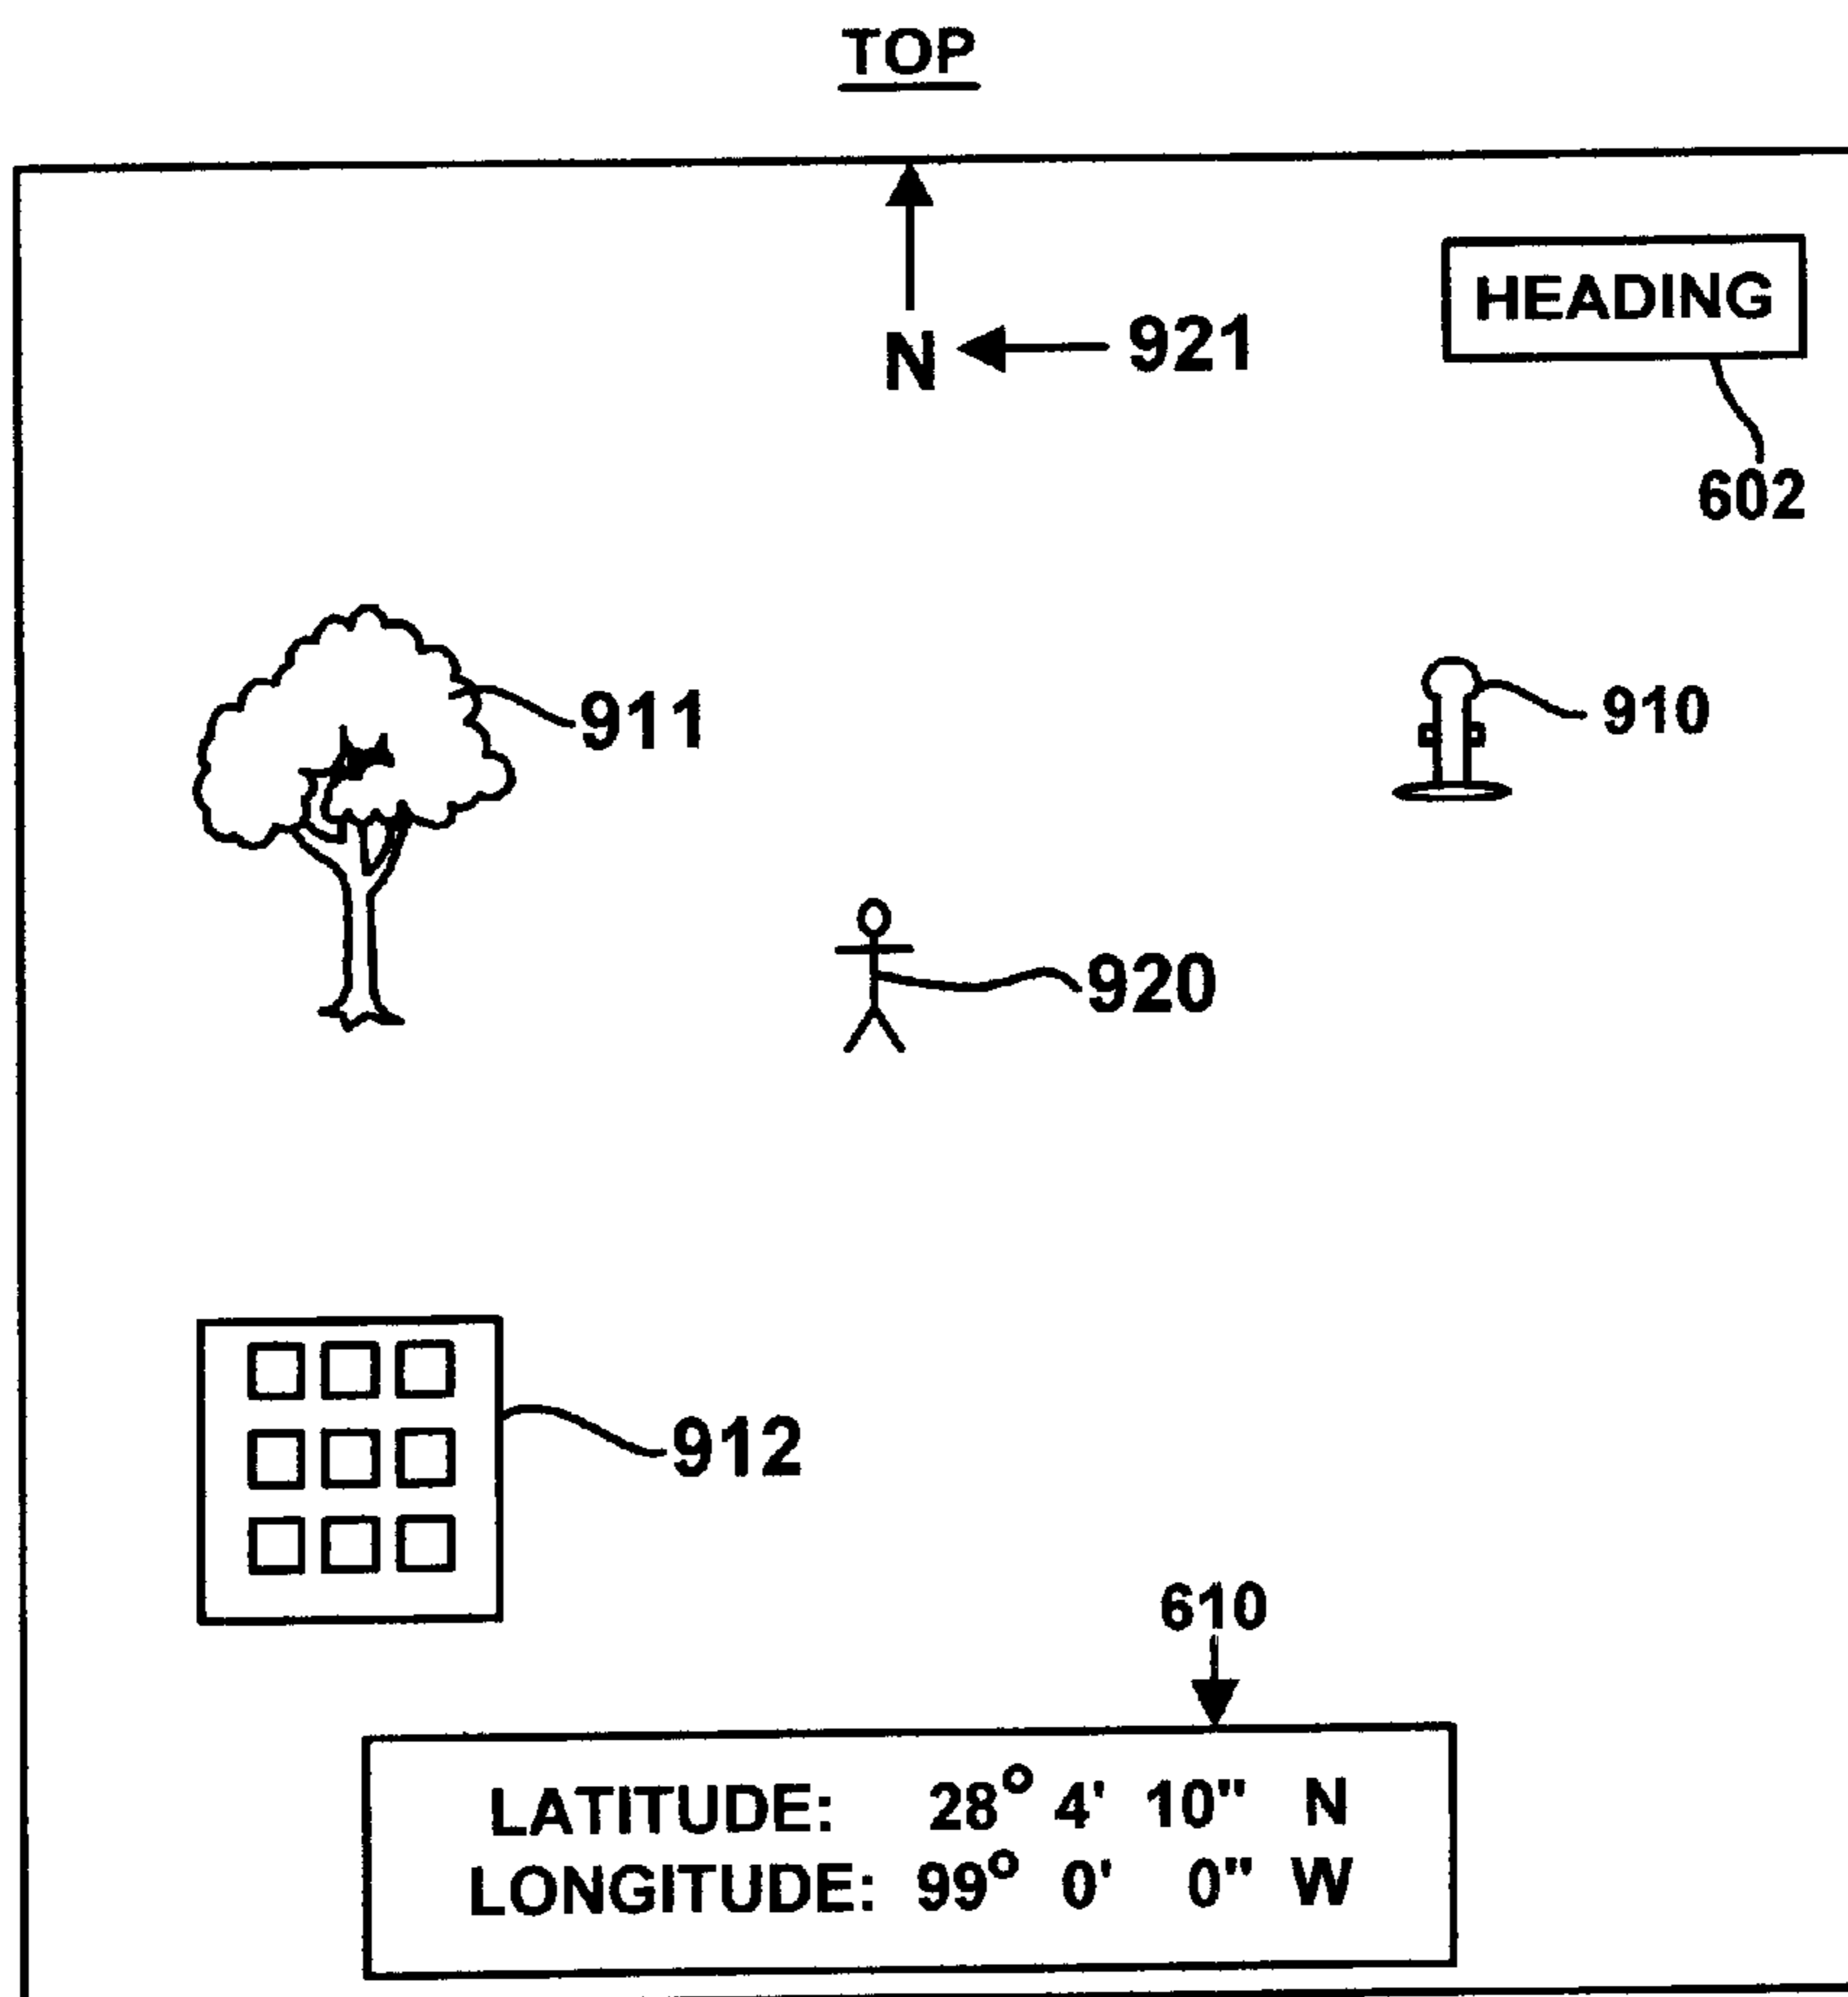 TOP
HEADING
N 921
602
911
910
920
912
610
LATITUDE: 28° 4' 10" N
LONGITUDE: 99° 0' 0" W